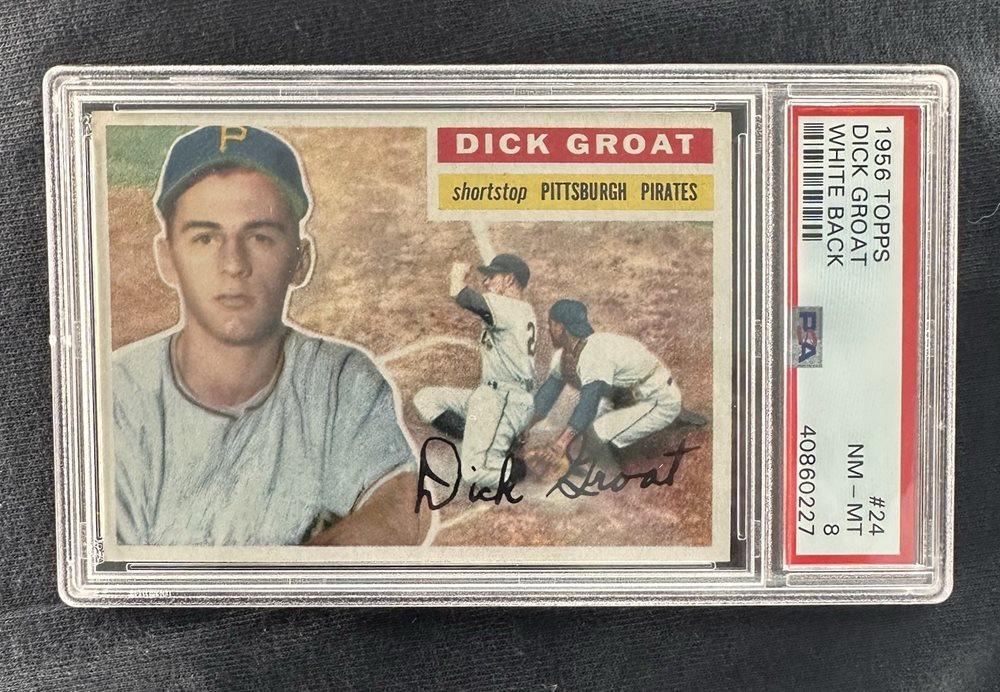 P
DICK GROAT
shortstop PITTSBURGH PIRATES
2
Dick Groat
1956 TOPPS #24
DICK GROAT NM-MT
WHITE BACK 8
PSA 40860227